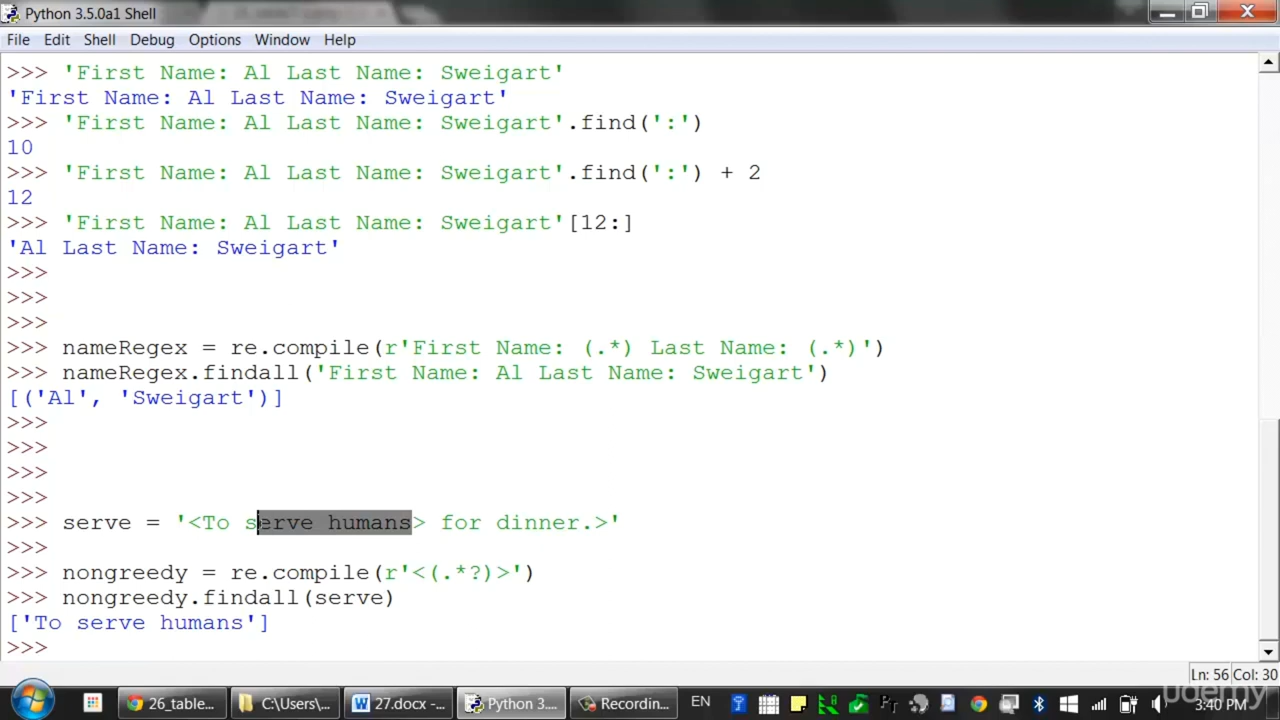 Python 3.5.0a1 Shell
File Edit Shell Debug Options Window Help
>>> 'First Name: Al Last Name: Sweigart'
'First Name: Al Last Name: Sweigart'
>>> 'First Name: Al Last Name: Sweigart'.find(':')
10
>>> 'First Name: Al Last Name: Sweigart'.find(':') + 2
12
>>> 'First Name: Al Last Name: Sweigart'[12:]
'Al Last Name: Sweigart'
>>>
>>>
>>>
>>> nameRegex = re.compile(r'First Name: (.*) Last Name: (.*)')
>>> nameRegex.findall('First Name: Al Last Name: Sweigart')
[('Al', 'Sweigart')]
>>>
>>>
>>>
>>>
>>> serve = '<To serve humans> for dinner.>'
>>>
>>> nongreedy = re.compile(r'<(.*?)>')
>>> nongreedy.findall(serve)
['To serve humans']
>>>
Ln: 56 Col: 30
26_table... C:\Users\... 27.docx -... Python 3.... Recordin... EN 3:40 PM
udemy